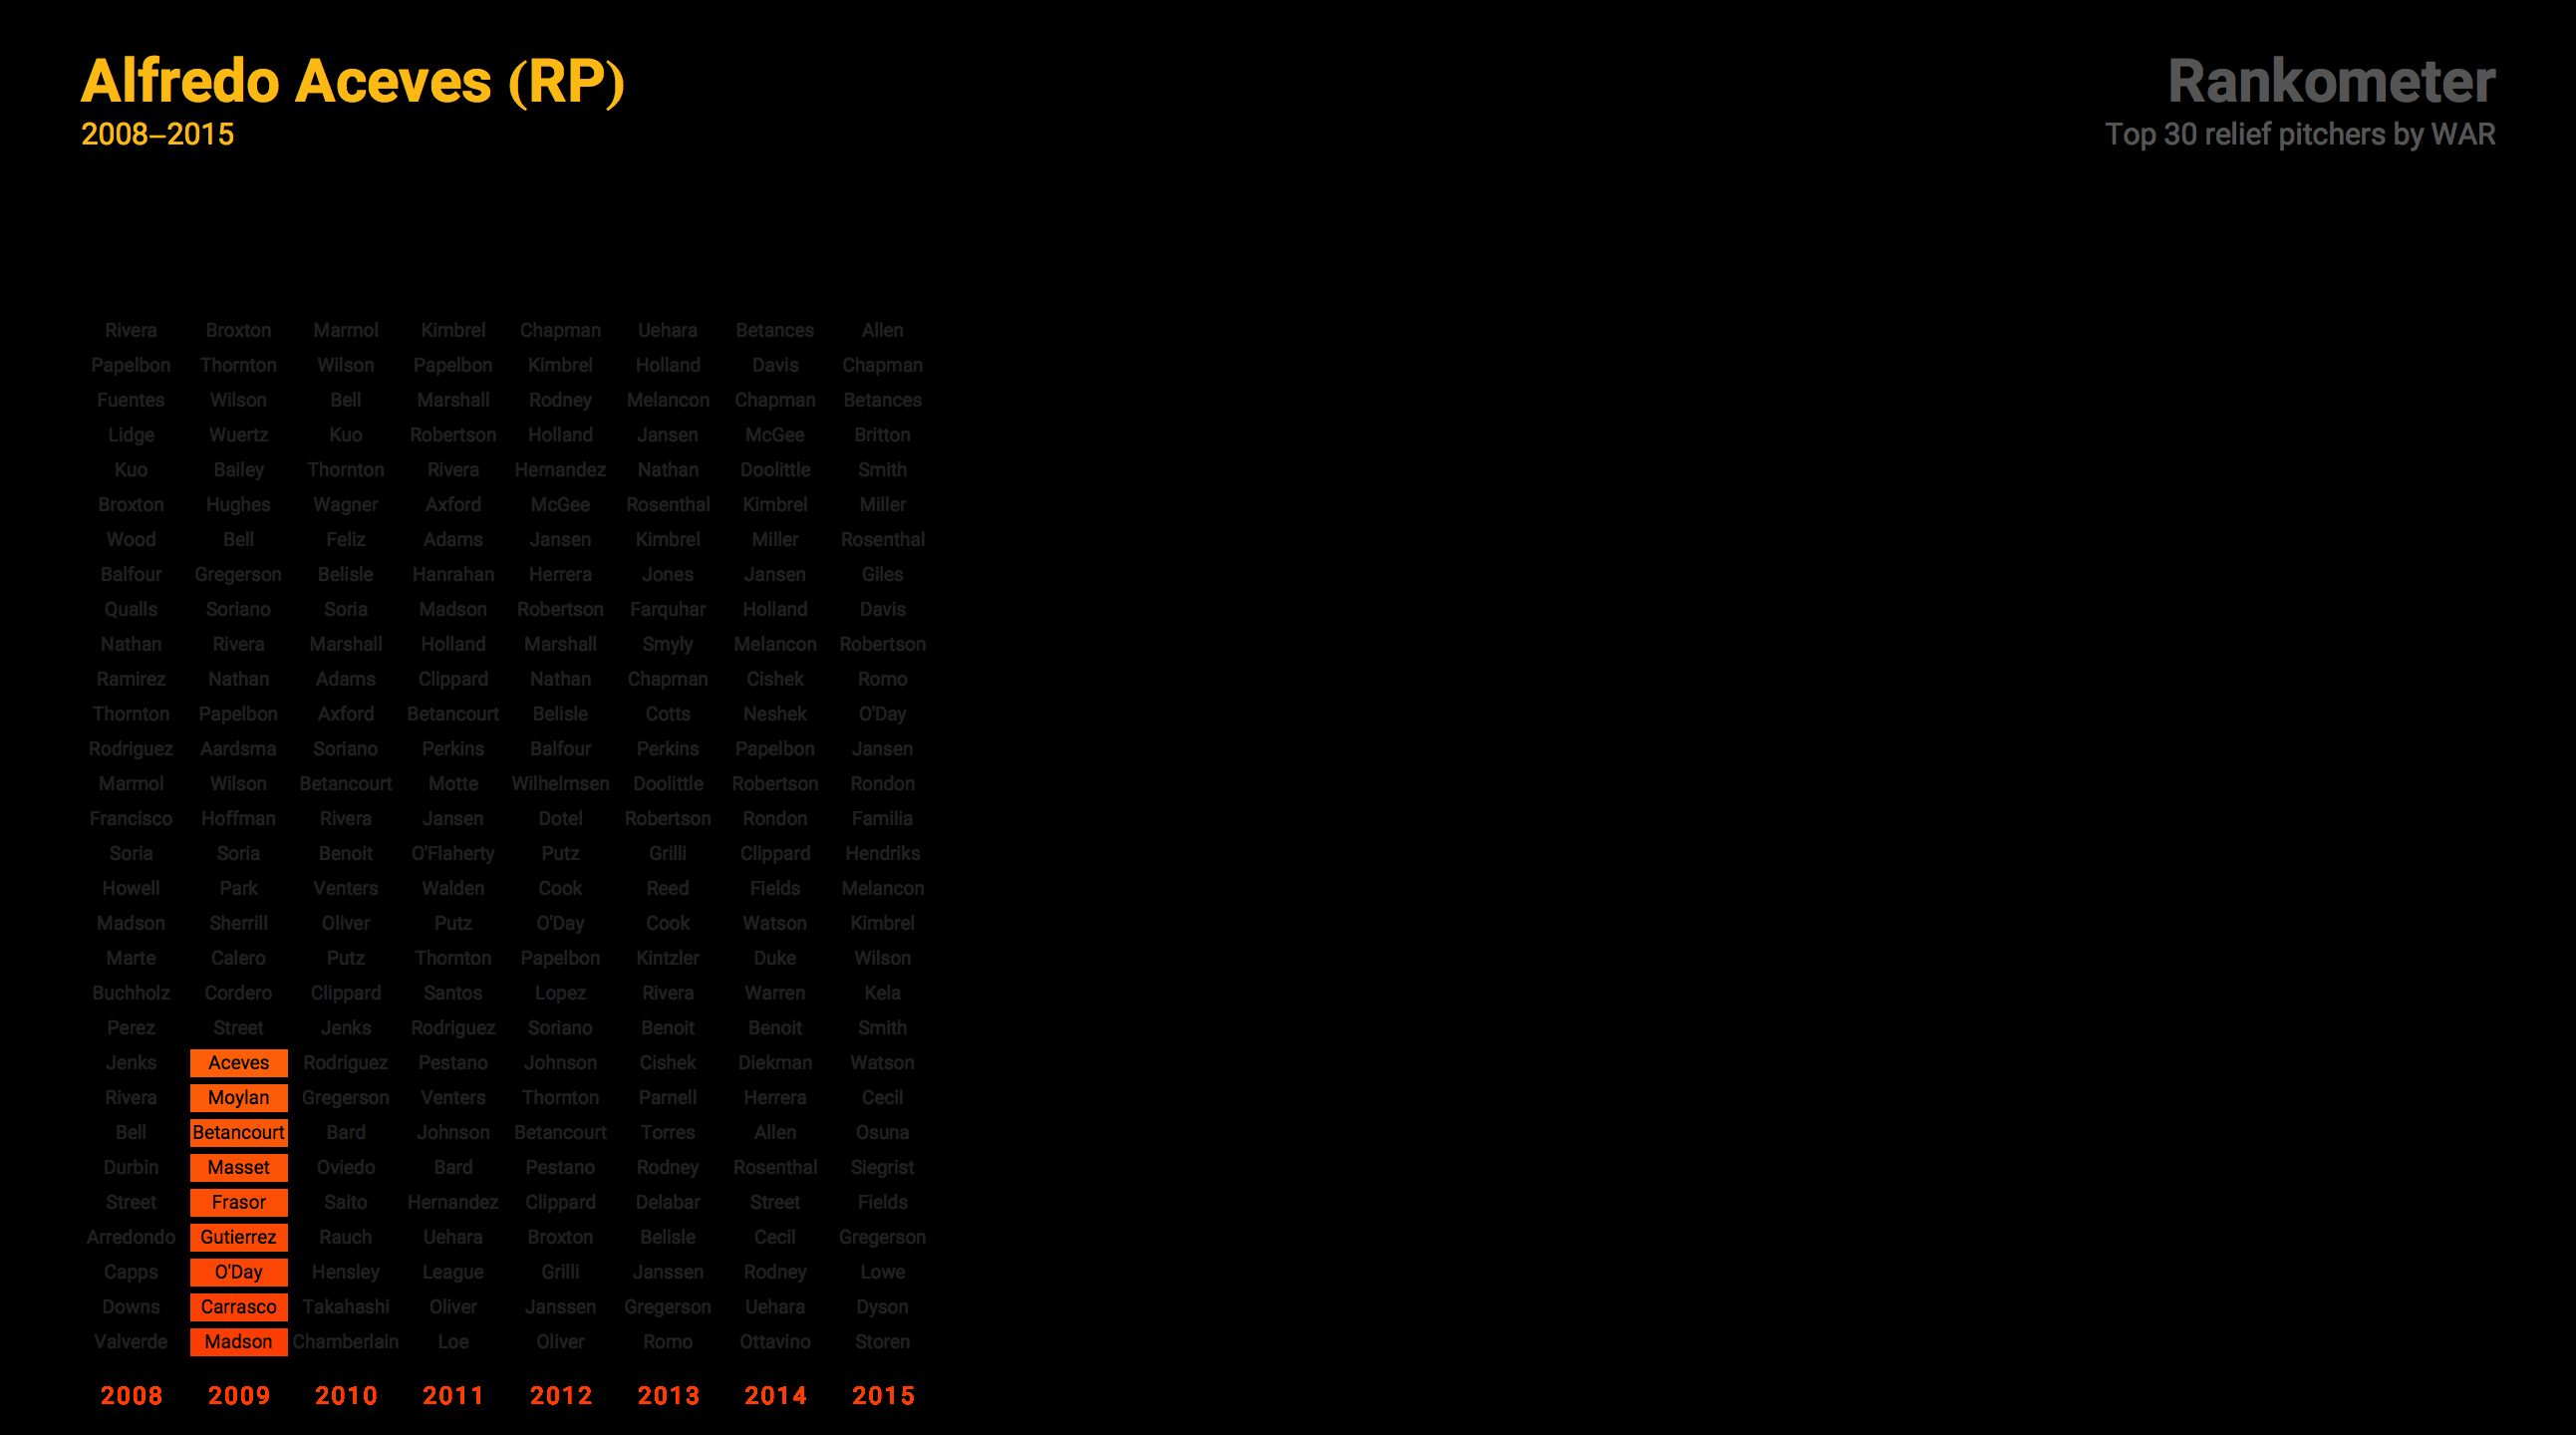 Alfredo Aceves (RP)
2008–2015
Rankometer
Top 30 relief pitchers by WAR
Rivera Broxton Marmol Kimbrel Chapman Uehara Betances Allen
Papelbon Thornton Wilson Papelbon Kimbrel Holland Davis Chapman
Fuentes Wilson Bell Marshall Rodney Melancon Chapman Betances
Lidge Wuertz Kuo Robertson Holland Jansen McGee Britton
Kuo Bailey Thornton Rivera Hernandez Nathan Doolittle Smith
Broxton Hughes Wagner Axford McGee Rosenthal Kimbrel Miller
Wood Bell Feliz Adams Jansen Kimbrel Miller Rosenthal
Balfour Gregerson Belisle Hanrahan Herrera Jones Jansen Giles
Qualls Soriano Soria Madson Robertson Farquhar Holland Davis
Nathan Rivera Marshall Holland Marshall Smyly Melancon Robertson
Ramirez Nathan Adams Clippard Nathan Chapman Cishek Romo
Thornton Papelbon Axford Betancourt Belisle Cotts Neshek O'Day
Rodriguez Aardsma Soriano Perkins Balfour Perkins Papelbon Jansen
Marmol Wilson Betancourt Motte Wilhelmsen Doolittle Robertson Rondon
Francisco Hoffman Rivera Jansen Dotel Robertson Rondon Familia
Soria Soria Benoit O'Flaherty Putz Grilli Clippard Hendriks
Howell Park Venters Walden Cook Reed Fields Melancon
Madson Sherrill Oliver Putz O'Day Cook Watson Kimbrel
Marte Calero Putz Thornton Papelbon Kintzler Duke Wilson
Buchholz Cordero Clippard Santos Lopez Rivera Warren Kela
Perez Street Jenks Rodriguez Soriano Benoit Benoit Smith
Jenks Aceves Rodriguez Pestano Johnson Cishek Diekman Watson
Rivera Moylan Gregerson Venters Thornton Parnell Herrera Cecil
Bell Betancourt Bard Johnson Betancourt Torres Allen Osuna
Durbin Masset Oviedo Bard Pestano Rodney Rosenthal Siegrist
Street Frasor Saito Hernandez Clippard Delabar Street Fields
Arredondo Gutierrez Rauch Uehara Broxton Belisle Cecil Gregerson
Capps O'Day Hensley League Grilli Janssen Rodney Lowe
Downs Carrasco Takahashi Oliver Janssen Gregerson Uehara Dyson
Valverde Madson Chamberlain Loe Oliver Romo Ottavino Storen
2008 2009 2010 2011 2012 2013 2014 2015